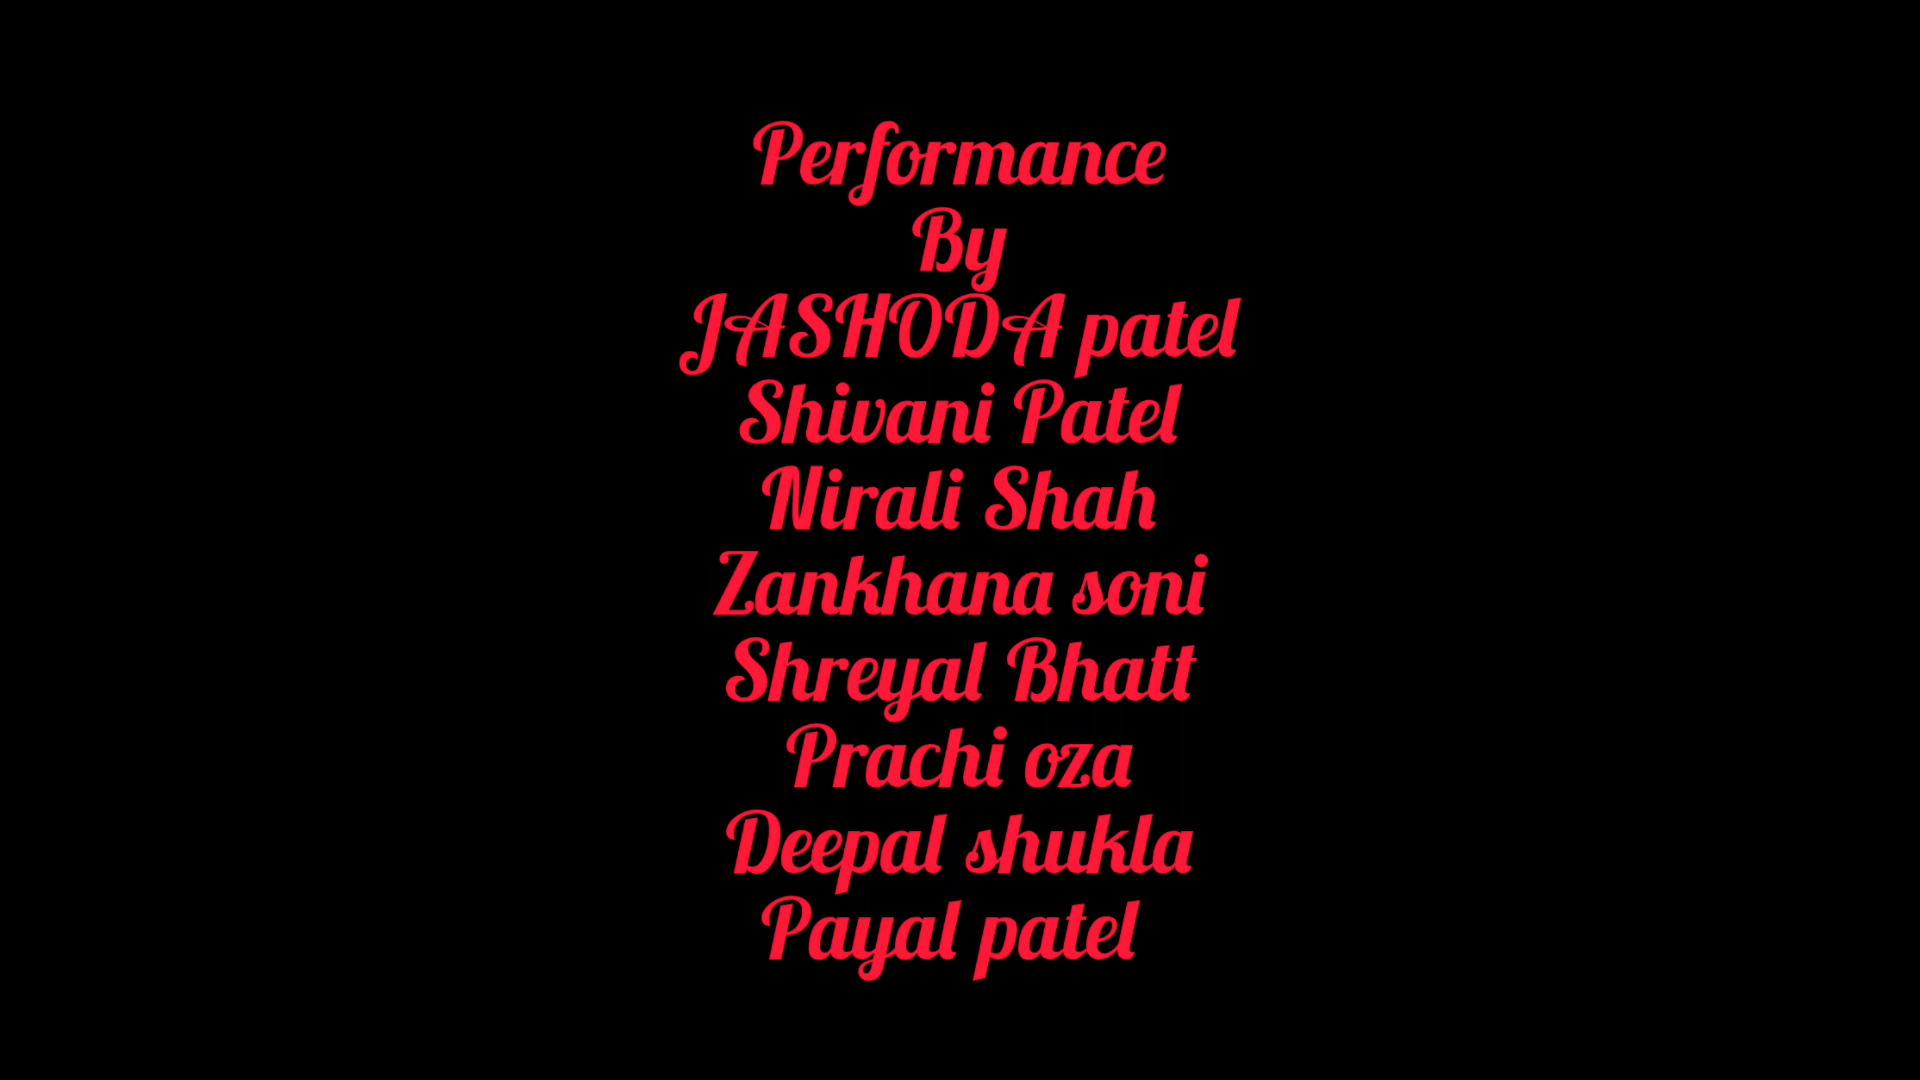 Performance
By
JASHODA patel
Shivani Patel
Nirali Shah
Zankhana soni
Shreyal Bhatt
Prachi oza
Deepal shukla
Payal patel